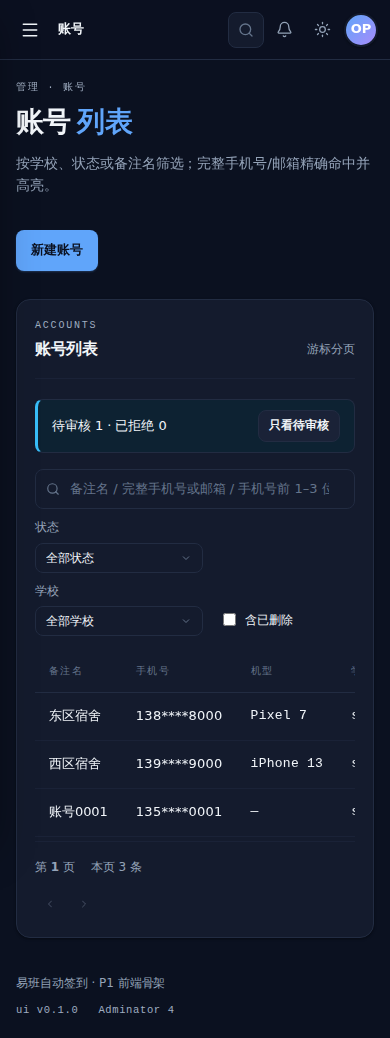 账号
OP
管理 · 账号
账号 列表
按学校、状态或备注名筛选；完整手机号/邮箱精确命中并
高亮。
新建账号
ACCOUNTS
账号列表
游标分页
待审核 1 · 已拒绝 0
只看待审核
备注名 / 完整手机号或邮箱 / 手机号前 1–3 位
状态
全部状态
学校
全部学校
含已删除
备注名 手机号 机型
东区宿舍 138****8000 Pixel 7 s
西区宿舍 139****9000 iPhone 13 s
账号0001 135****0001 — s
第 1 页 本页 3 条
易班自动签到 · P1 前端骨架
ui v0.1.0 Adminator 4